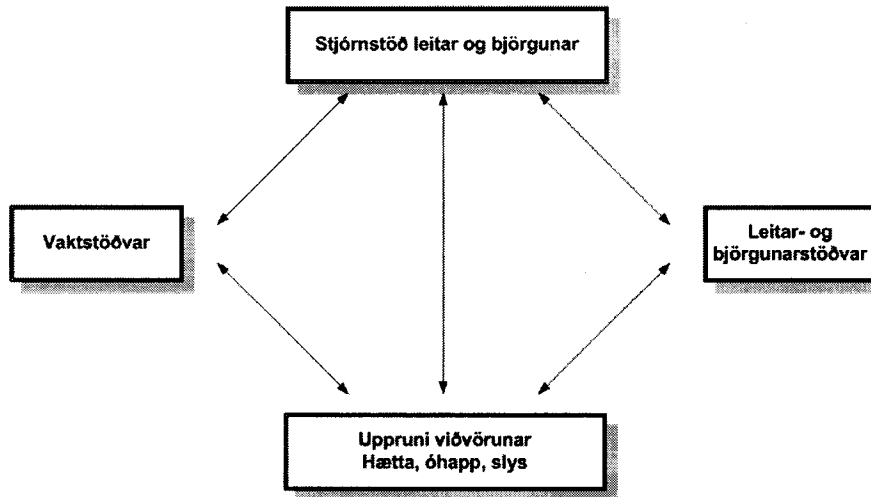 Stjórnstöð leitar og björgunar
Vaktstöðvar
Leitar- og
björgunarstöðvar
Uppruni viðvörunar
Hætta, óhapp, slys